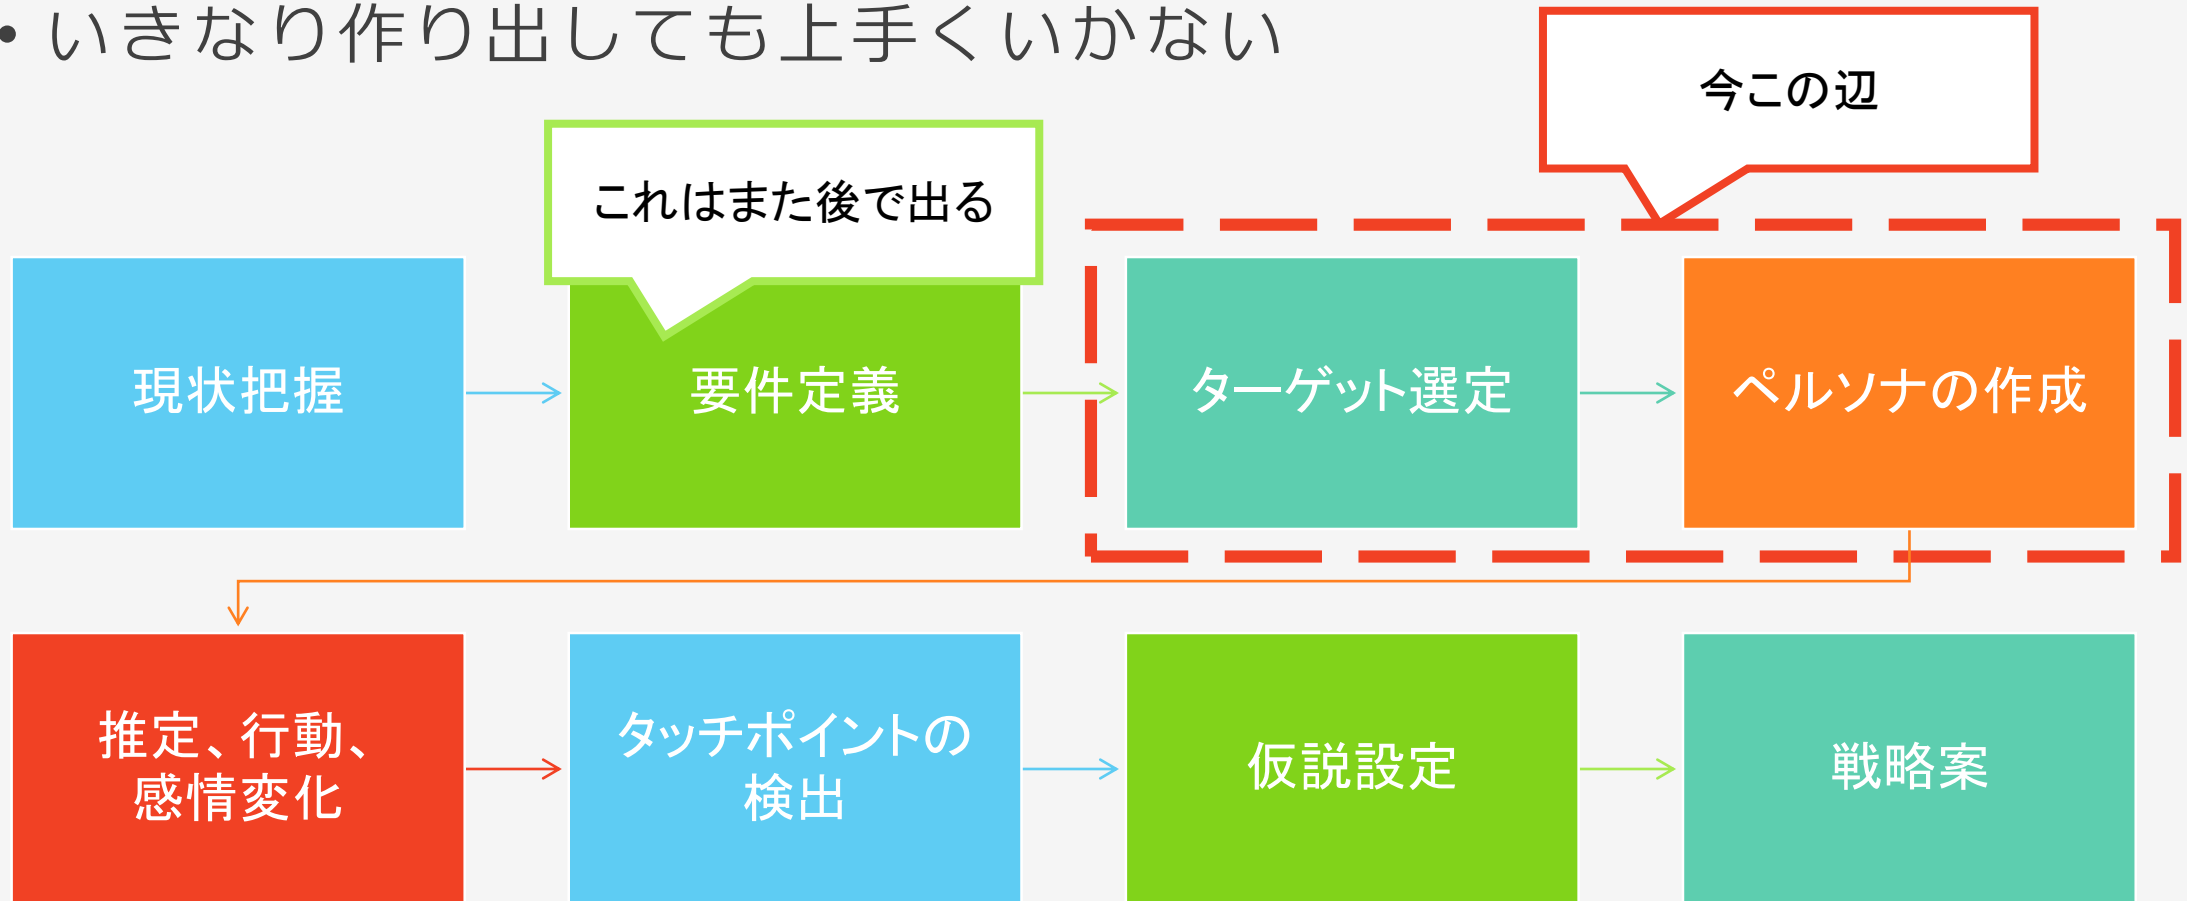 ・いきなり作り出しても上手くいかない
今この辺
これはまた後で出る
現状把握
要件定義
ターゲット選定
ペルソナの作成
推定、行動、
感情変化
タッチポイントの
検出
仮説設定
戦略案